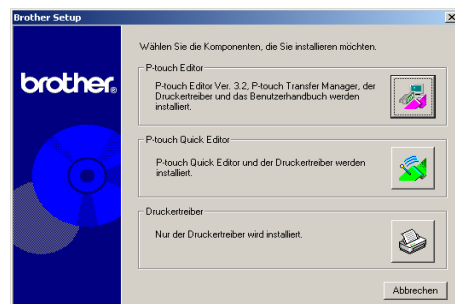 Brother Setup
Wählen Sie die Komponenten, die Sie installieren möchten.
brother®
P-touch Editor
P-touch Editor Ver. 3.2, P-touch Transfer Manager, der
Druckertreiber und das Benutzerhandbuch werden
installiert.
P-touch Quick Editor
P-touch Quick Editor und der Druckertreiber werden
installiert.
Druckertreiber
Nur der Druckertreiber wird installiert.
Abbrechen